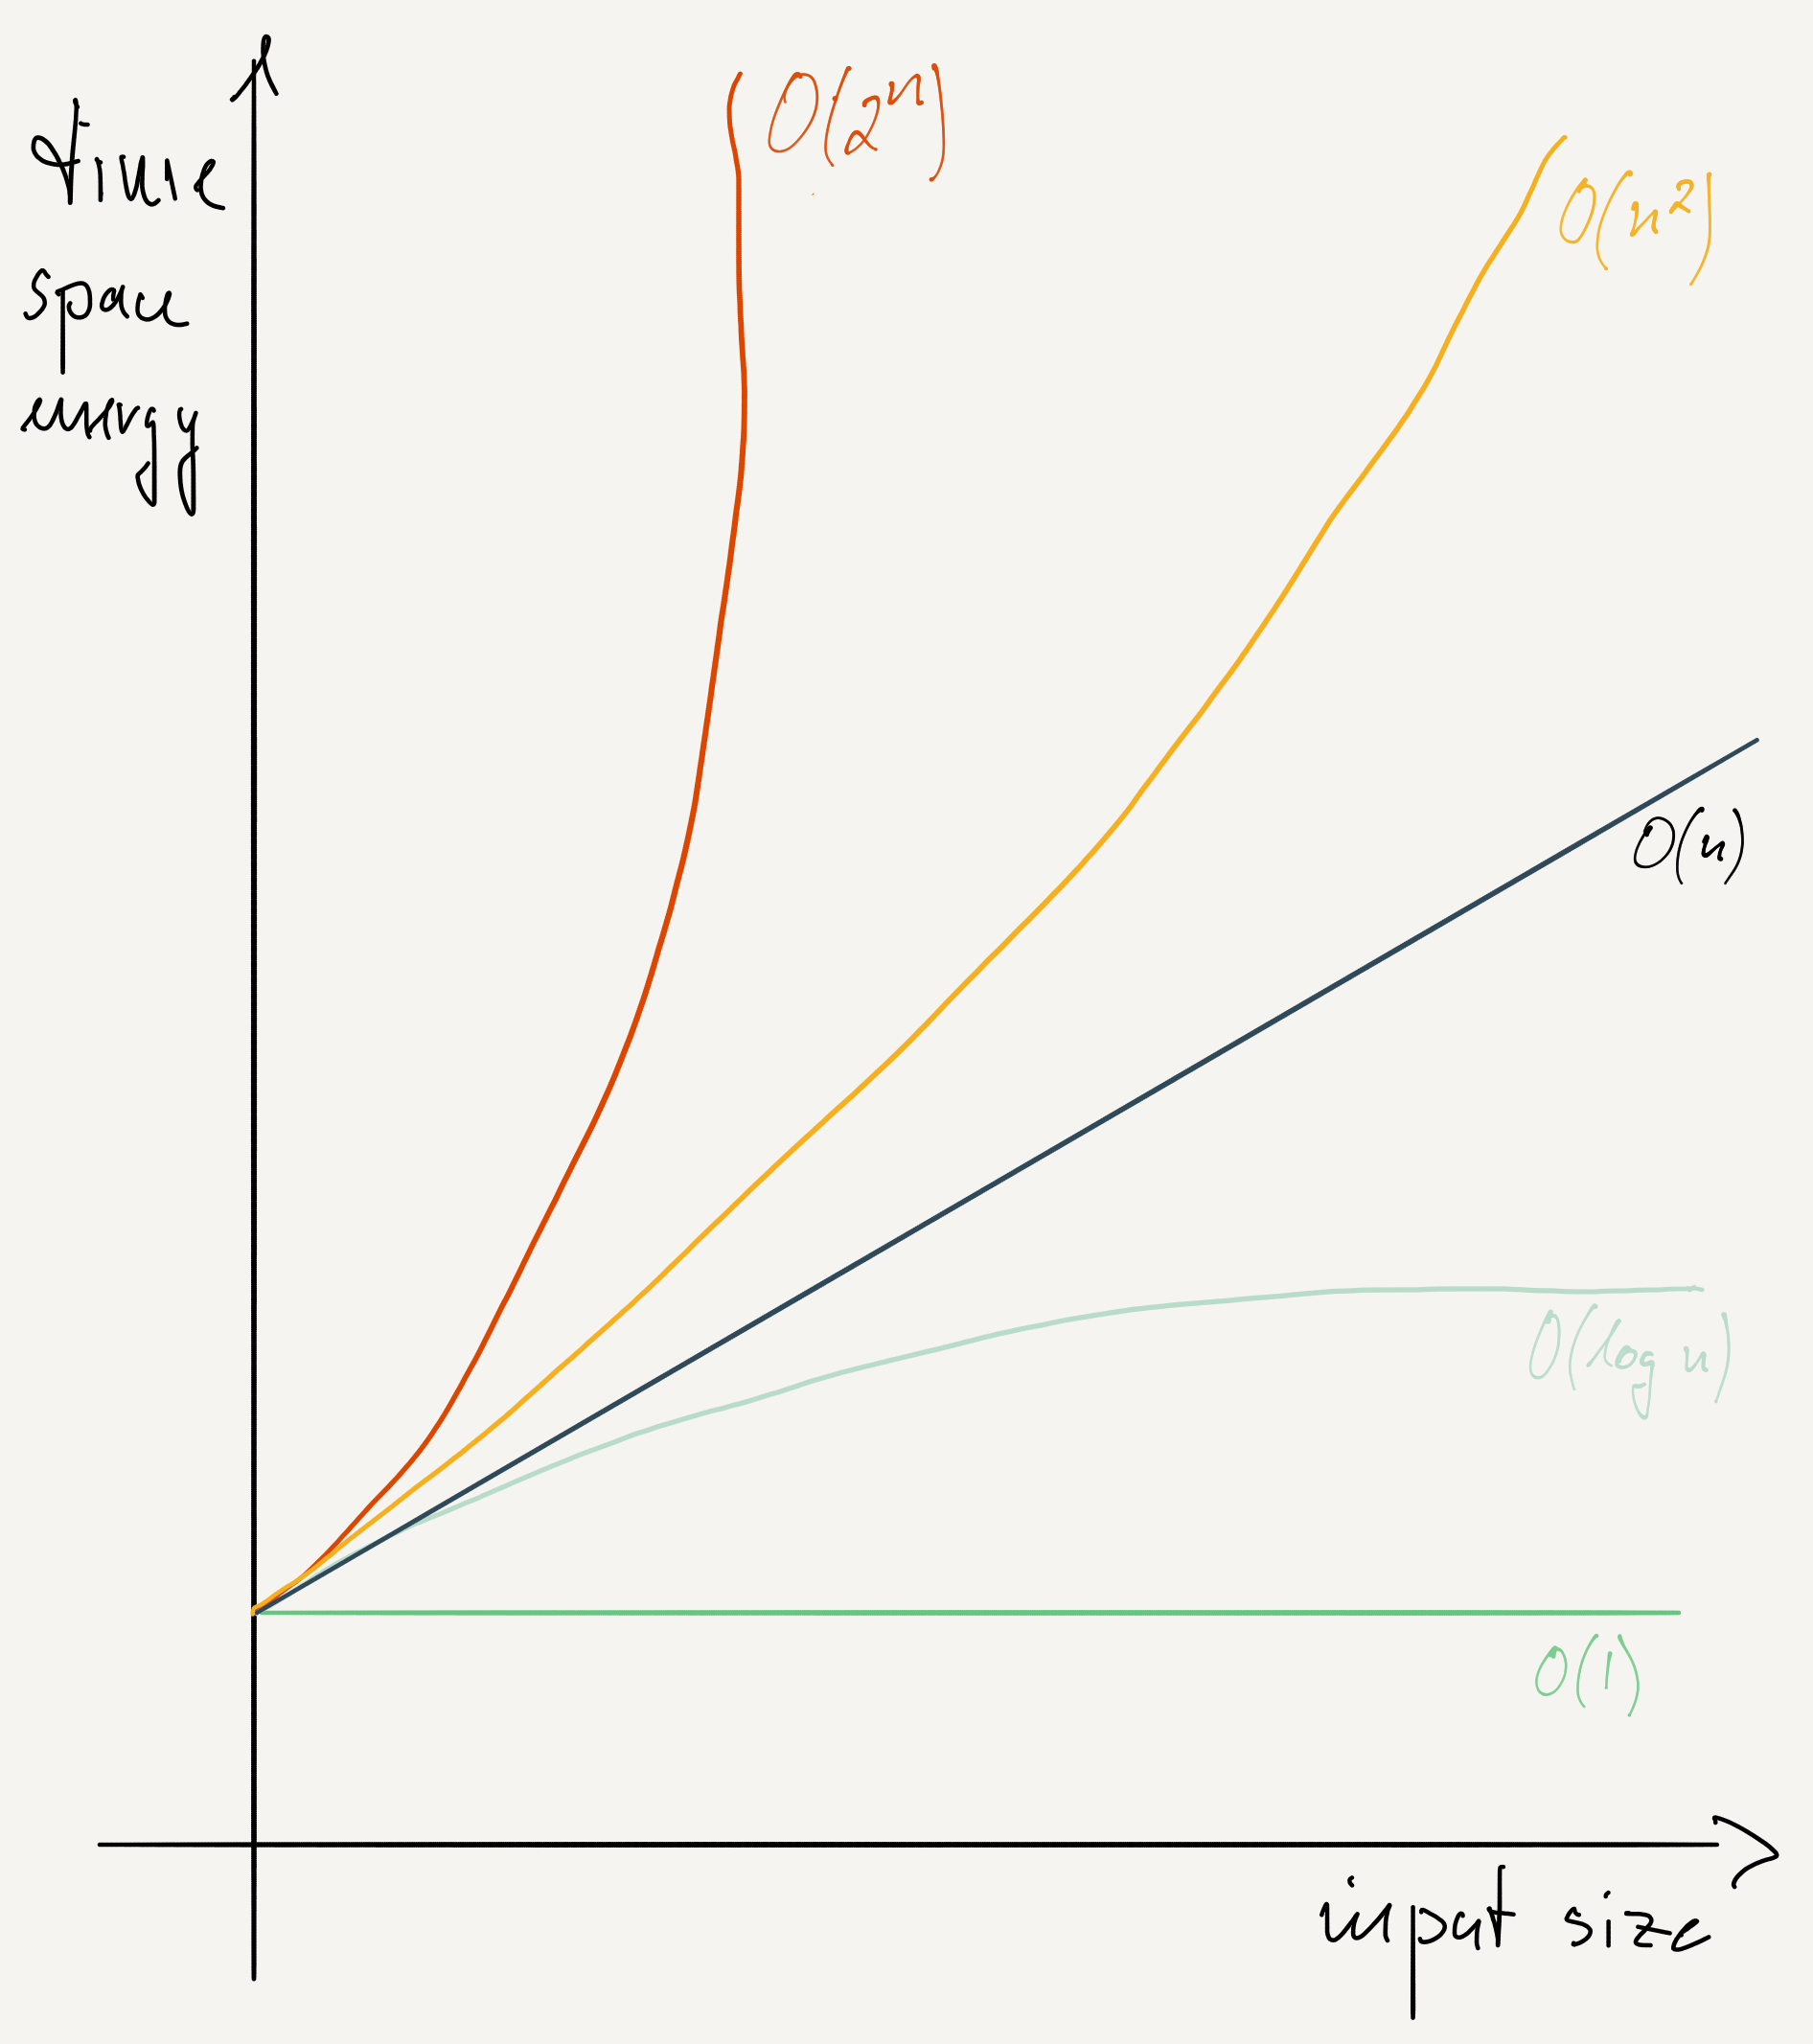 time
space
energy
O(2ⁿ)
O(n²)
O(n)
O(log n)
O(1)
input size